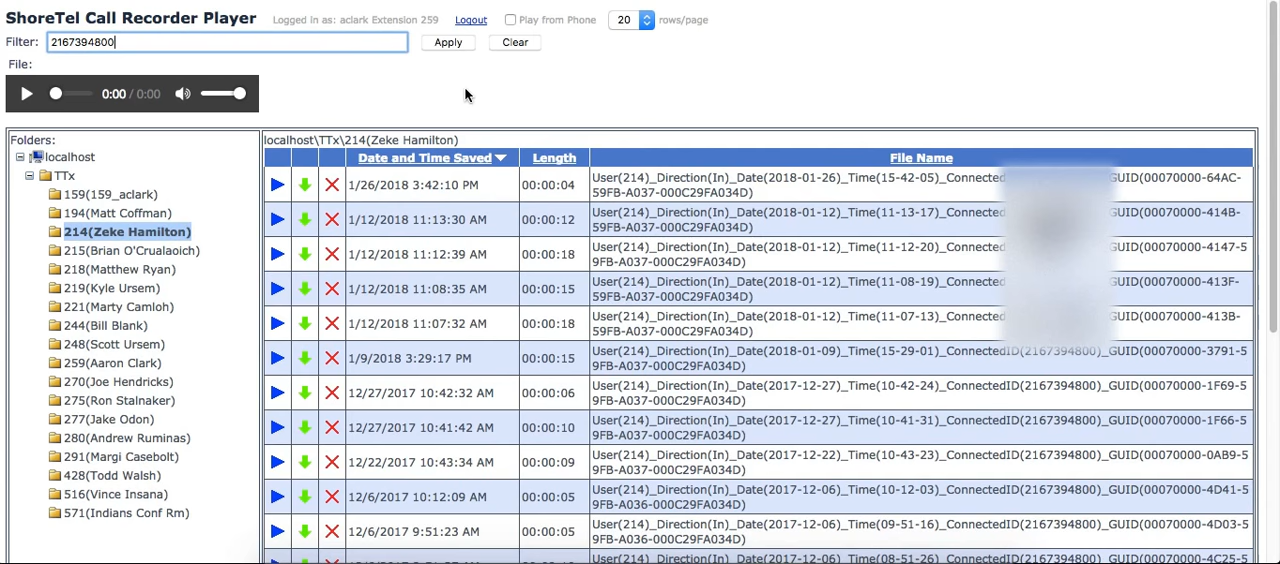 ShoreTel Call Recorder Player Logged in as: aclark Extension 259 Logout Play from Phone 20 rows/page
Filter: 2167394800 Apply Clear
File:
0:00 / 0:00
Folders:
localhost
TTx
159(159_aclark)
194(Matt Coffman)
214(Zeke Hamilton)
215(Brian O'Crualaoich)
218(Matthew Ryan)
219(Kyle Ursem)
221(Marty Camloh)
244(Bill Blank)
248(Scott Ursem)
259(Aaron Clark)
270(Joe Hendricks)
275(Ron Stalnaker)
277(Jake Odon)
280(Andrew Ruminas)
291(Margi Casebolt)
428(Todd Walsh)
516(Vince Insana)
571(Indians Conf Rm)
localhost\TTx\214(Zeke Hamilton)
Date and Time Saved Length File Name
1/26/2018 3:42:10 PM 00:00:04 User(214)_Direction(In)_Date(2018-01-26)_Time(15-42-05)_Connected GUID(00070000-64AC-
59FB-A037-000C29FA034D)
1/12/2018 11:13:30 AM 00:00:12 User(214)_Direction(In)_Date(2018-01-12)_Time(11-13-17)_Connected GUID(00070000-414B-
59FB-A037-000C29FA034D)
1/12/2018 11:12:39 AM 00:00:18 User(214)_Direction(In)_Date(2018-01-12)_Time(11-12-20)_Connected GUID(00070000-4147-5
9FB-A037-000C29FA034D)
1/12/2018 11:08:35 AM 00:00:15 User(214)_Direction(In)_Date(2018-01-12)_Time(11-08-19)_Connected GUID(00070000-413F-
59FB-A037-000C29FA034D)
1/12/2018 11:07:32 AM 00:00:18 User(214)_Direction(In)_Date(2018-01-12)_Time(11-07-13)_Connected GUID(00070000-413B-
59FB-A037-000C29FA034D)
1/9/2018 3:29:17 PM 00:00:15 User(214)_Direction(In)_Date(2018-01-09)_Time(15-29-01)_ConnectedID(2167394800)_GUID(00070000-3791-5
9FB-A037-000C29FA034D)
12/27/2017 10:42:32 AM 00:00:06 User(214)_Direction(In)_Date(2017-12-27)_Time(10-42-24)_ConnectedID(2167394800)_GUID(00070000-1F69-5
9FB-A037-000C29FA034D)
12/27/2017 10:41:42 AM 00:00:10 User(214)_Direction(In)_Date(2017-12-27)_Time(10-41-31)_ConnectedID(2167394800)_GUID(00070000-1F66-5
9FB-A037-000C29FA034D)
12/22/2017 10:43:34 AM 00:00:09 User(214)_Direction(In)_Date(2017-12-22)_Time(10-43-23)_ConnectedID(2167394800)_GUID(00070000-0AB9-5
9FB-A037-000C29FA034D)
12/6/2017 10:12:09 AM 00:00:05 User(214)_Direction(In)_Date(2017-12-06)_Time(10-12-03)_ConnectedID(2167394800)_GUID(00070000-4D41-5
9FB-A036-000C29FA034D)
12/6/2017 9:51:23 AM 00:00:05 User(214)_Direction(In)_Date(2017-12-06)_Time(09-51-16)_ConnectedID(2167394800)_GUID(00070000-4D03-5
9FB-A036-000C29FA034D)
User(214)_Direction(In)_Date(2017-12-06)_Time(08-51-26)_ConnectedID(2167394800)_GUID(00070000-4C25-5